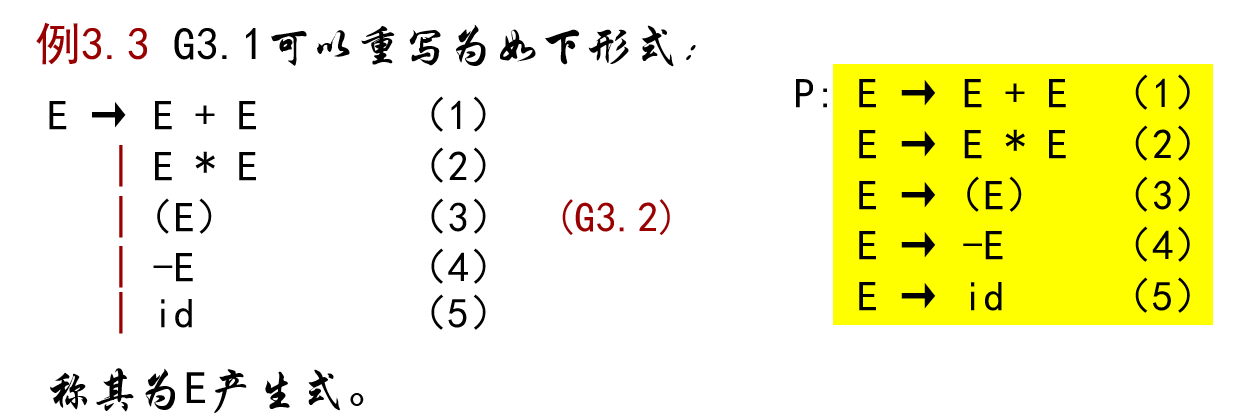 例3.3 G3.1可以重写为如下形式：
E → E + E (1)
| E * E (2)
| (E) (3) (G3.2)
| -E (4)
| id (5)
称其为E产生式。
P: E → E + E (1)
E → E * E (2)
E → (E) (3)
E → -E (4)
E → id (5)